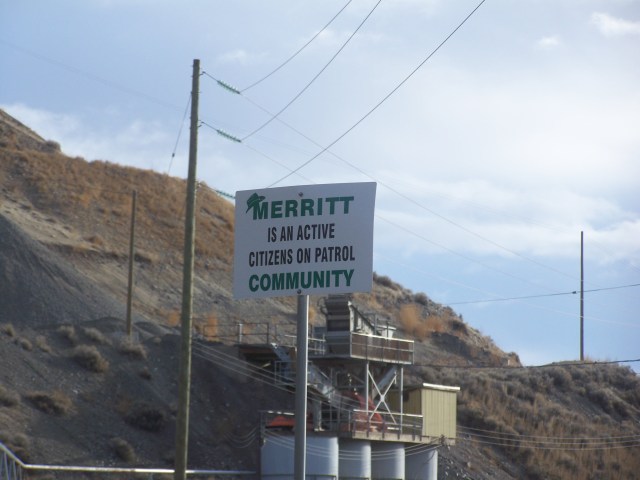 MERRITT
IS AN ACTIVE
CITIZENS ON PATROL
COMMUNITY